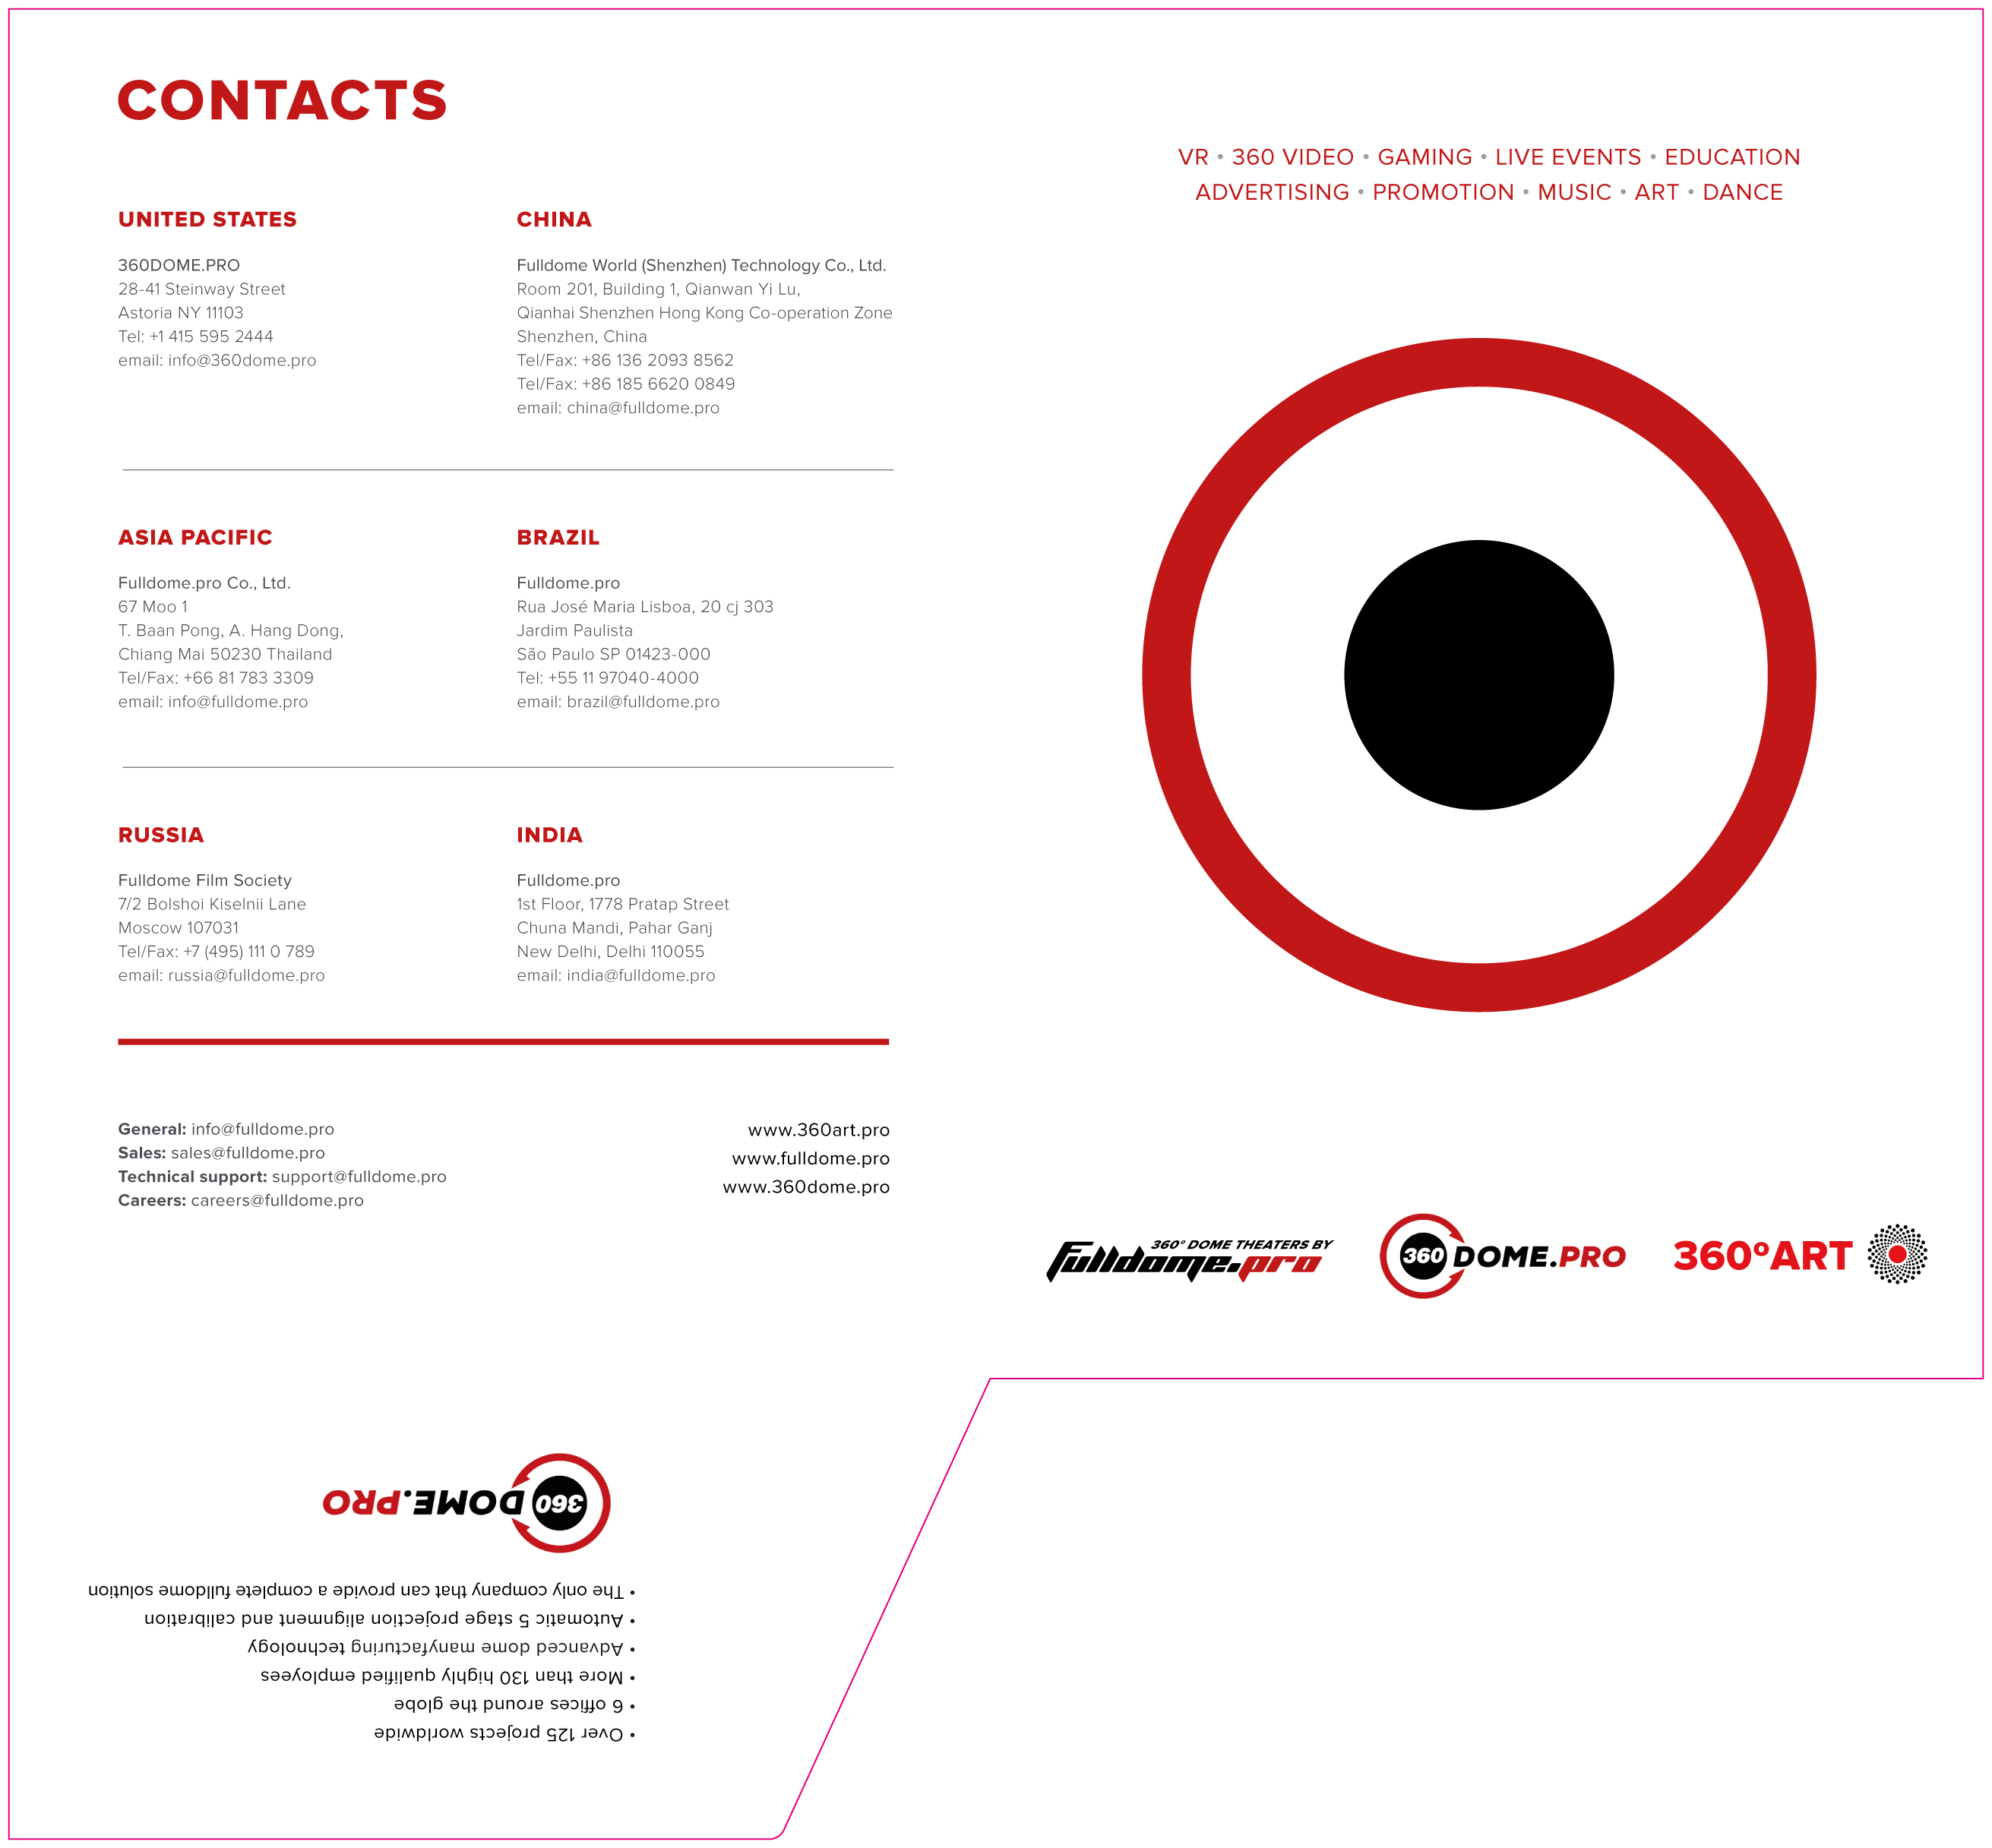 CONTACTS
UNITED STATES
360DOME.PRO
28-41 Steinway Street
Astoria NY 11103
Tel: +1 415 595 2444
email: info@360dome.pro
CHINA
Fulldome World (Shenzhen) Technology Co., Ltd.
Room 201, Building 1, Qianwan Yi Lu,
Qianhai Shenzhen Hong Kong Co-operation Zone
Shenzhen, China
Tel/Fax: +86 136 2093 8562
Tel/Fax: +86 185 6620 0849
email: china@fulldome.pro
ASIA PACIFIC
Fulldome.pro Co., Ltd.
67 Moo 1
T. Baan Pong, A. Hang Dong,
Chiang Mai 50230 Thailand
Tel/Fax: +66 81 783 3309
email: info@fulldome.pro
BRAZIL
Fulldome.pro
Rua José Maria Lisboa, 20 cj 303
Jardim Paulista
São Paulo SP 01423-000
Tel: +55 11 97040-4000
email: brazil@fulldome.pro
RUSSIA
Fulldome Film Society
7/2 Bolshoi Kiselnii Lane
Moscow 107031
Tel/Fax: +7 (495) 111 0 789
email: russia@fulldome.pro
INDIA
Fulldome.pro
1st Floor, 1778 Pratap Street
Chuna Mandi, Pahar Ganj
New Delhi, Delhi 110055
email: india@fulldome.pro
General: info@fulldome.pro
Sales: sales@fulldome.pro
Technical support: support@fulldome.pro
Careers: careers@fulldome.pro
www.360art.pro
www.fulldome.pro
www.360dome.pro
VR • 360 VIDEO • GAMING • LIVE EVENTS • EDUCATION
ADVERTISING • PROMOTION • MUSIC • ART • DANCE
360° DOME THEATERS BY
Fulldome.pro
360 DOME.PRO
360ºART
• Over 125 projects worldwide
• 6 offices around the globe
• More than 130 highly qualified employees
• Advanced dome manyfacturing technology
• Automatic 5 stage projection alignment and calibration
• The only company that can provide a complete fulldome solution
360 DOME.PRO